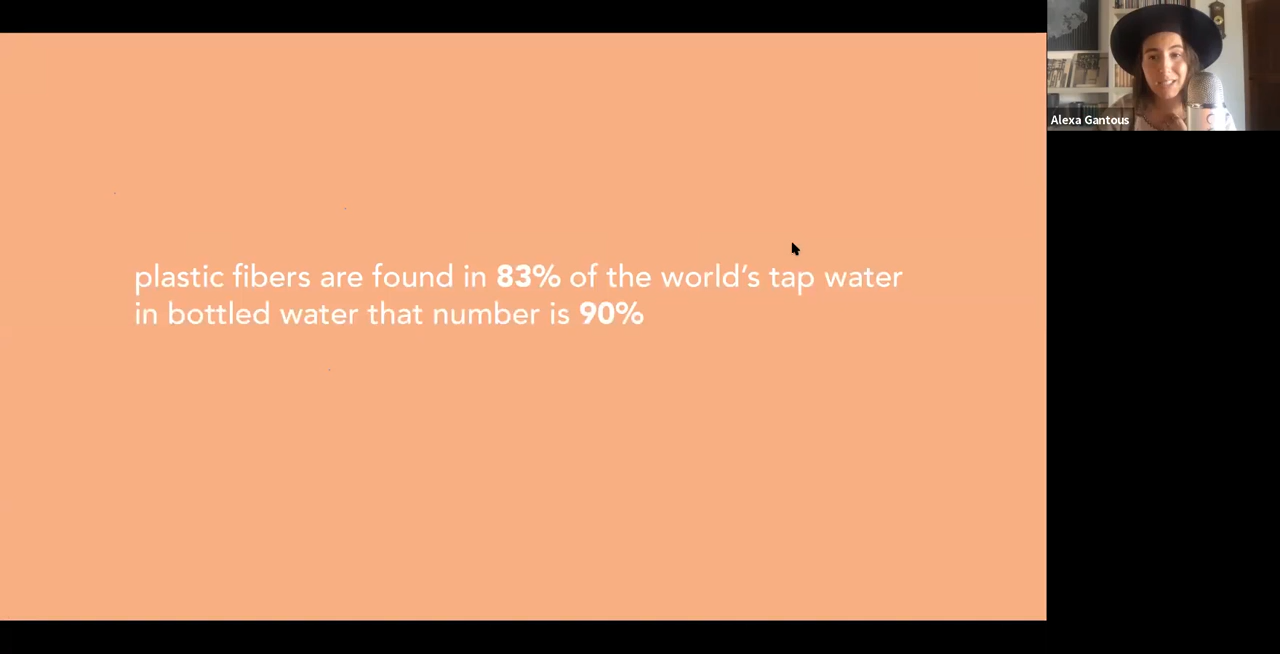 plastic fibers are found in 83% of the world’s tap water
in bottled water that number is 90%
Alexa Gantous